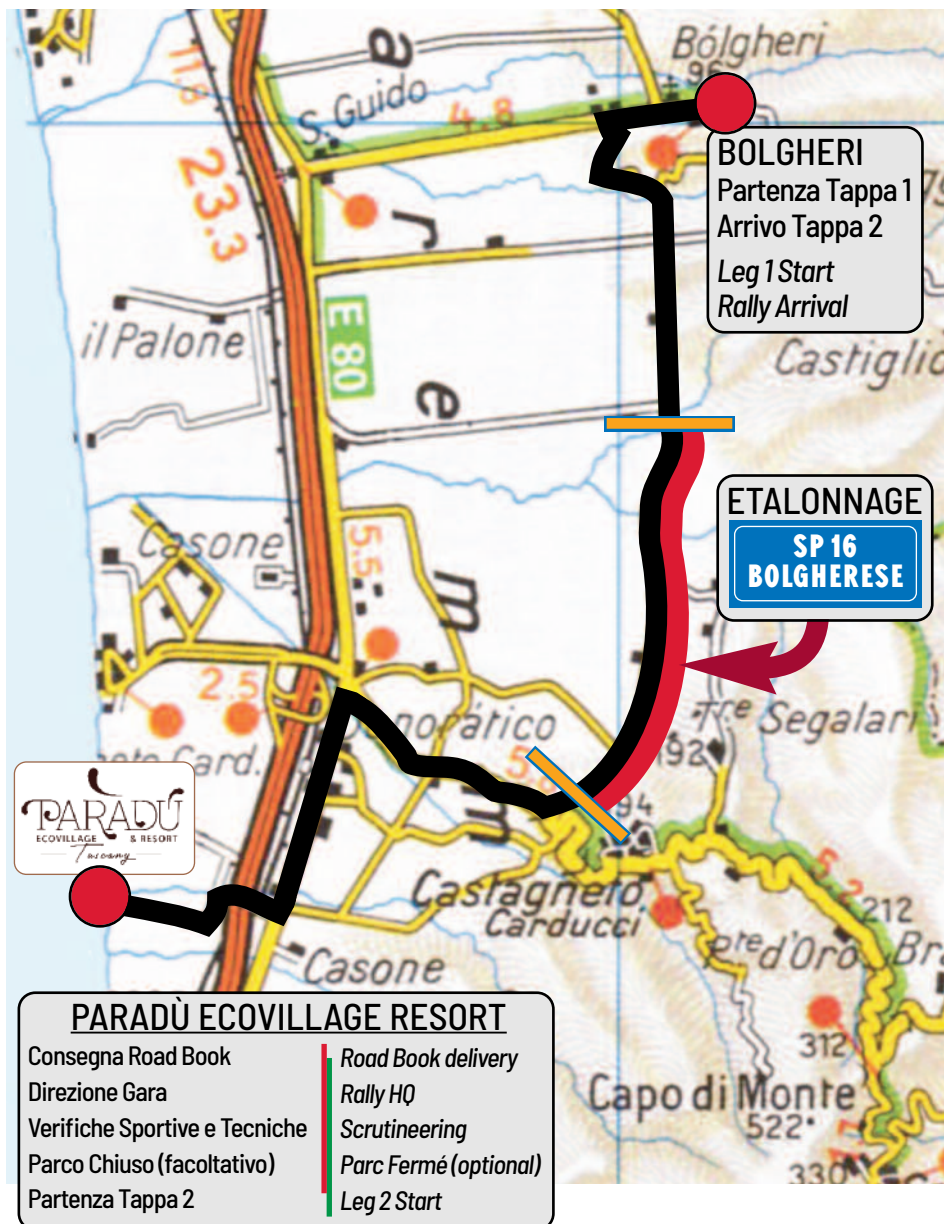 Bólgheri
96
a
11.8
S. Guido
4.8
23.3
BOLGHERI
Partenza Tappa 1
Arrivo Tappa 2
Leg 1 Start
Rally Arrival
r
il Palone
E 80
e
Castiglio
ETALONNAGE
SP 16
BOLGHERESE
Casone
5.5
m
2.5
Tre Segalari
192
94
PARADÙ
ECOVILLAGE & RESORT
Tuscany
Castagneto
Carducci
5.2
212
Pte d'Oro
Casone
312
Capo di Monte
522
330
PARADÙ ECOVILLAGE RESORT
Consegna Road Book
Road Book delivery
Direzione Gara
Rally HQ
Verifiche Sportive e Tecniche
Scrutineering
Parco Chiuso (facoltativo)
Parc Fermé (optional)
Partenza Tappa 2
Leg 2 Start